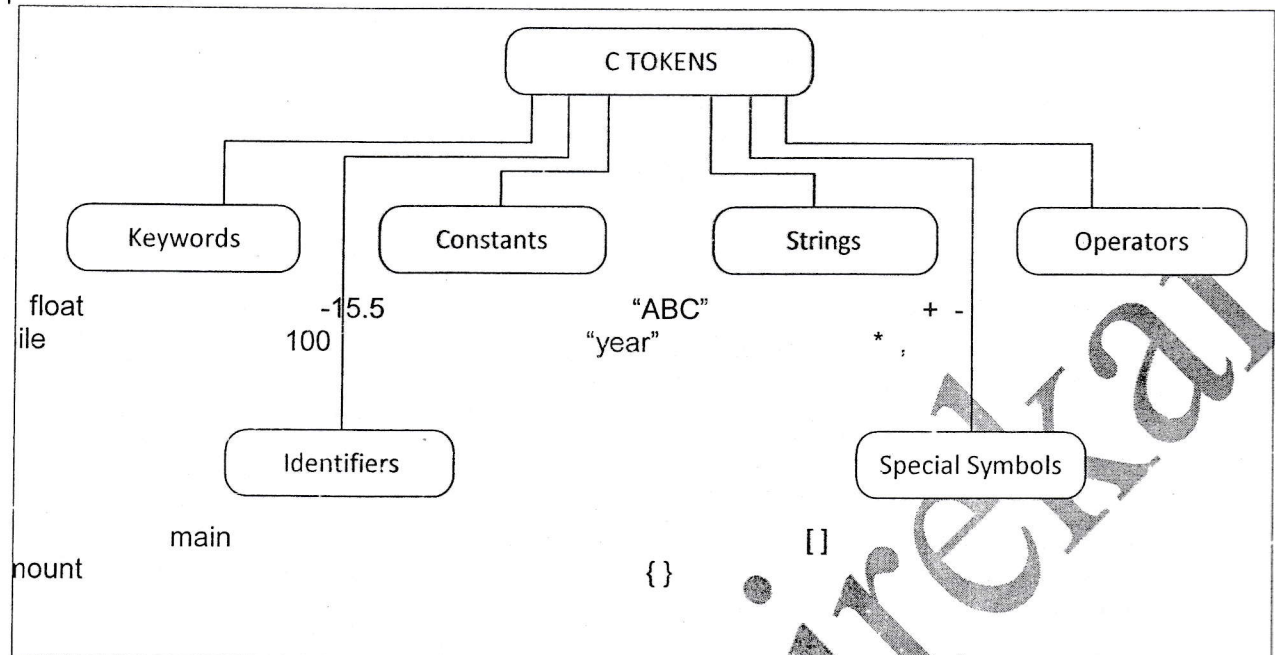 C TOKENS
Keywords Constants Strings Operators
float -15.5 "ABC" + -
ile 100 "year" * ,
Identifiers Special Symbols
main [ ]
nount { }